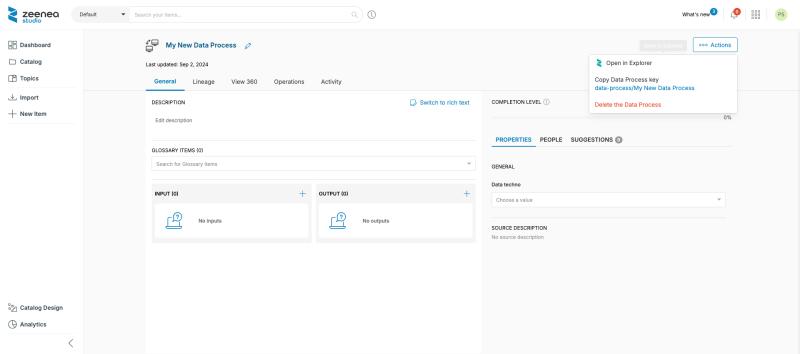 zeenea
studio
Default
Search your items...
What's new
PS
Dashboard
Catalog
Topics
Import
New Item
Catalog Design
Analytics
My New Data Process
Last updated: Sep 2, 2024
Actions
Open in Explorer
Copy Data Process key
data-process/My New Data Process
Delete the Data Process
General
Lineage
View 360
Operations
Activity
DESCRIPTION
Switch to rich text
Edit description
GLOSSARY ITEMS (0)
Search for Glossary items
INPUT (0)
No inputs
OUTPUT (0)
No outputs
COMPLETION LEVEL
0%
PROPERTIES
PEOPLE
SUGGESTIONS 0
GENERAL
Data techno
Choose a value
SOURCE DESCRIPTION
No source description